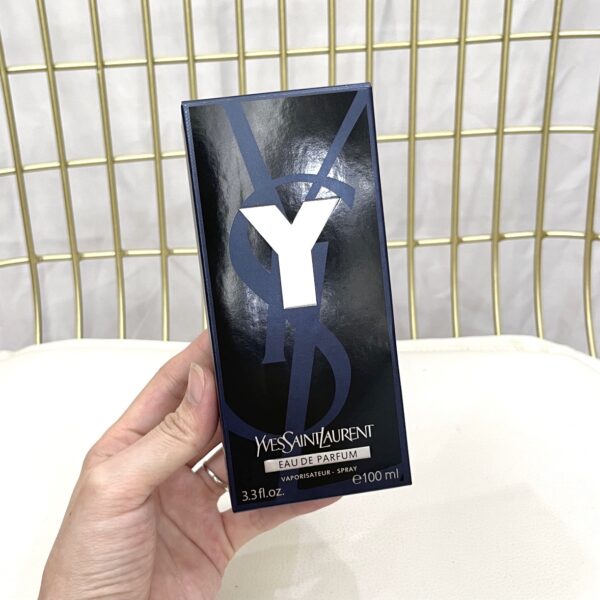 Y
YVESSAINTLAURENT
EAU DE PARFUM
VAPORISATEUR - SPRAY
3.3 fl.oz. ℮100 ml